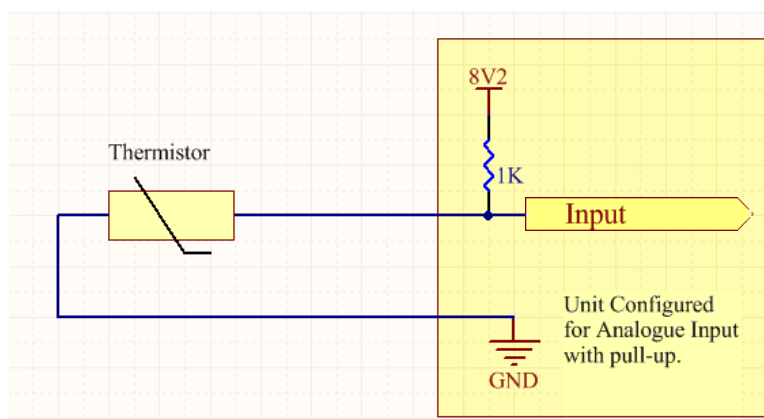 8V2
Thermistor
1K
Input
Unit Configured
for Analogue Input
with pull-up.
GND